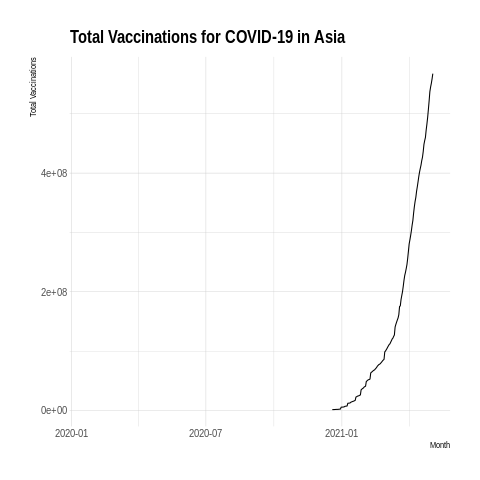 Total Vaccinations for COVID-19 in Asia
Total Vaccinations
4e+08
2e+08
0e+00
2020-01 2020-07 2021-01
Month